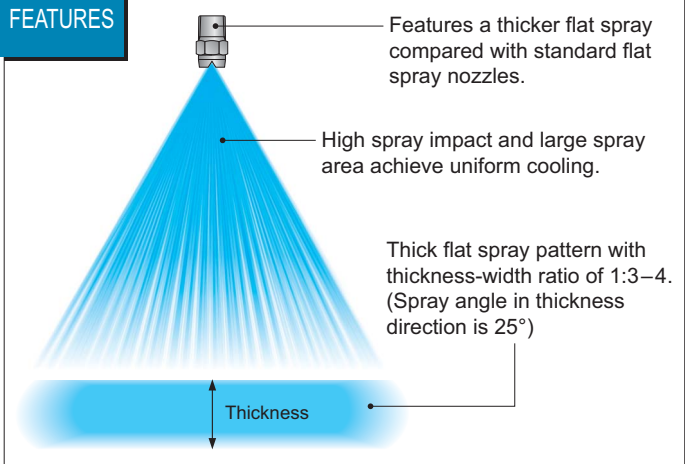 FEATURES
Features a thicker flat spray
compared with standard flat
spray nozzles.
High spray impact and large spray
area achieve uniform cooling.
Thick flat spray pattern with
thickness-width ratio of 1:3–4.
(Spray angle in thickness
direction is 25°)
Thickness